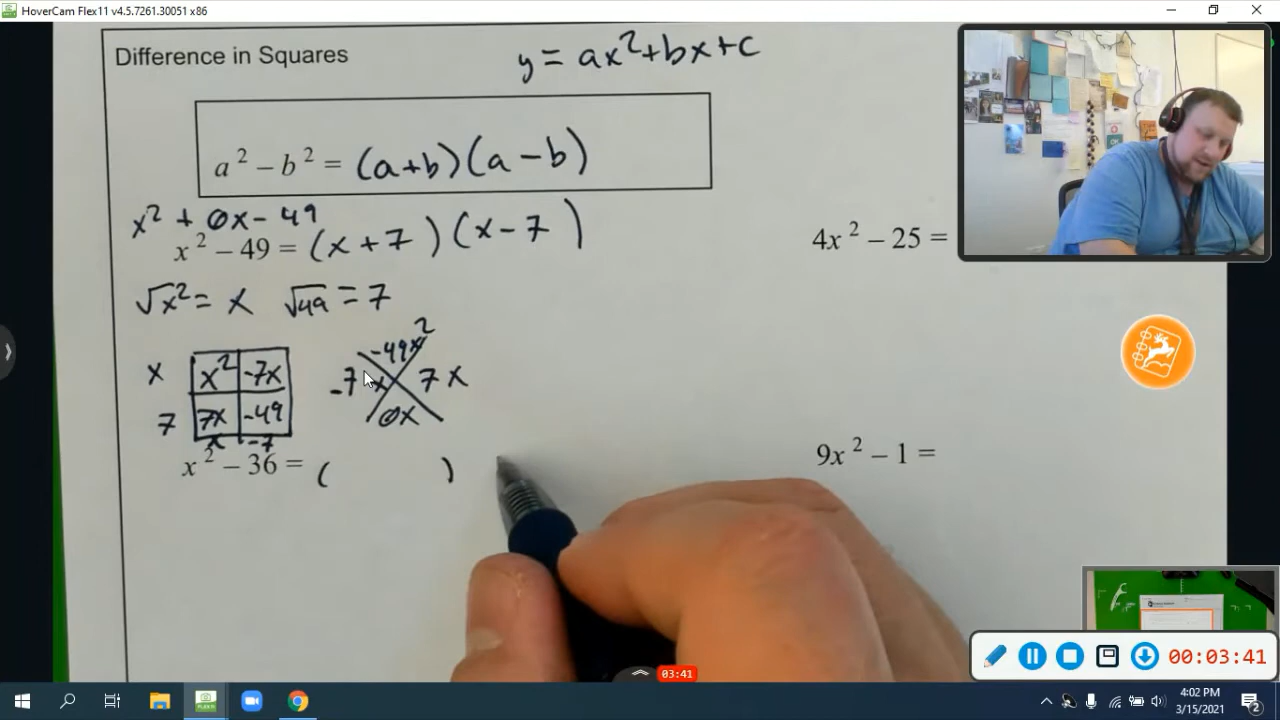 HoverCam Flex11 v4.5.7261.30051 x86
Difference in Squares
y = ax² + bx + c
a² − b² = (a+b)(a−b)
x² + 0x − 49
x² − 49 = (x+7)(x−7)
4x² − 25 =
√x² = x √49 = 7
-49x²
x x² -7x
-7x 7x
7 7x -49
0x
x -7
x² − 36 = ( )
9x² − 1 =
00:03:41
03:41
4:02 PM
3/15/2021
2